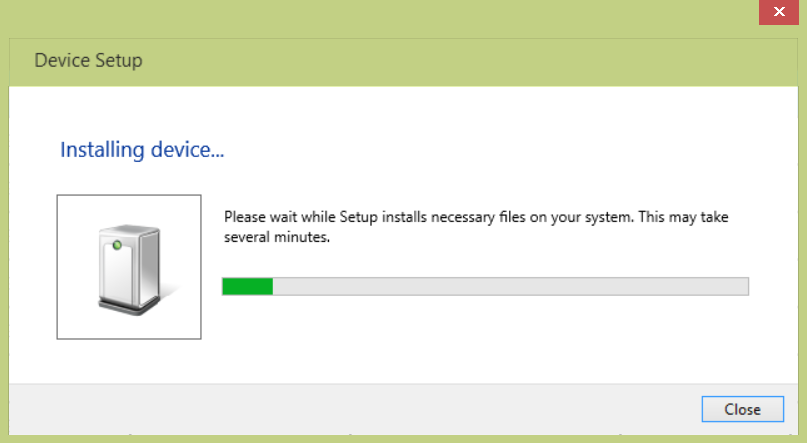 Device Setup
Installing device...
Please wait while Setup installs necessary files on your system. This may take
several minutes.
Close